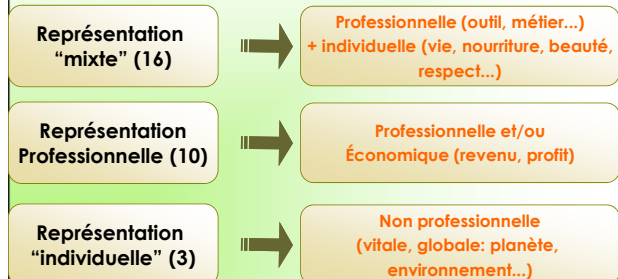 Représentation
“mixte” (16)
Professionnelle (outil, métier...)
+ individuelle (vie, nourriture, beauté,
respect...)
Représentation
Professionnelle (10)
Professionnelle et/ou
Économique (revenu, profit)
Représentation
“individuelle” (3)
Non professionnelle
(vitale, globale: planète,
environnement...)